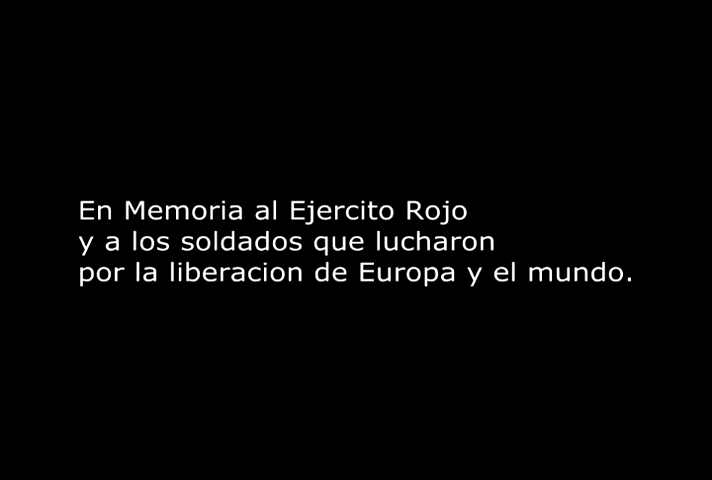 En Memoria al Ejercito Rojo
y a los soldados que lucharon
por la liberacion de Europa y el mundo.